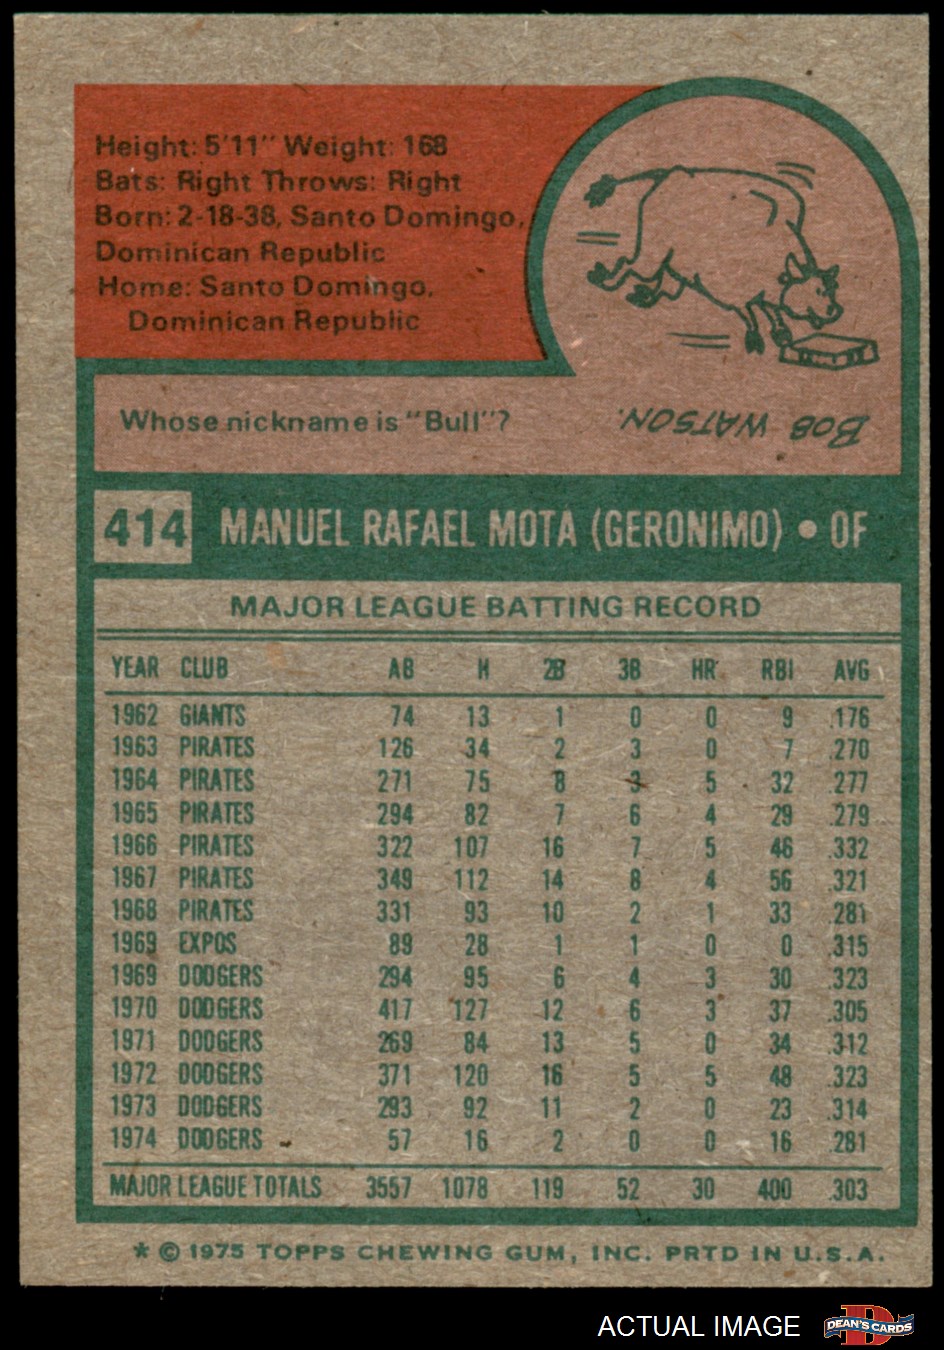 Height: 5'11" Weight: 168
Bats: Right Throws: Right
Born: 2-18-38, Santo Domingo,
Dominican Republic
Home: Santo Domingo,
Dominican Republic
Whose nickname is "Bull"?
BOB WATSON.
414 MANUEL RAFAEL MOTA (GERONIMO) • OF
MAJOR LEAGUE BATTING RECORD
YEAR CLUB AB H 2B 3B HR RBI AVG
1962 GIANTS 74 13 1 0 0 9 .176
1963 PIRATES 126 34 2 3 0 7 .270
1964 PIRATES 271 75 8 3 5 32 .277
1965 PIRATES 294 82 7 6 4 29 .279
1966 PIRATES 322 107 16 7 5 46 .332
1967 PIRATES 349 112 14 8 4 56 .321
1968 PIRATES 331 93 10 2 1 33 .281
1969 EXPOS 89 28 1 1 0 0 .315
1969 DODGERS 294 95 6 4 3 30 .323
1970 DODGERS 417 127 12 6 3 37 .305
1971 DODGERS 269 84 13 5 0 34 .312
1972 DODGERS 371 120 16 5 5 48 .323
1973 DODGERS 293 92 11 2 0 23 .314
1974 DODGERS 57 16 2 0 0 16 .281
MAJOR LEAGUE TOTALS 3557 1078 119 52 30 400 .303
* © 1975 TOPPS CHEWING GUM, INC. PRTD IN U.S.A.
ACTUAL IMAGE
D
DEAN'S CARDS